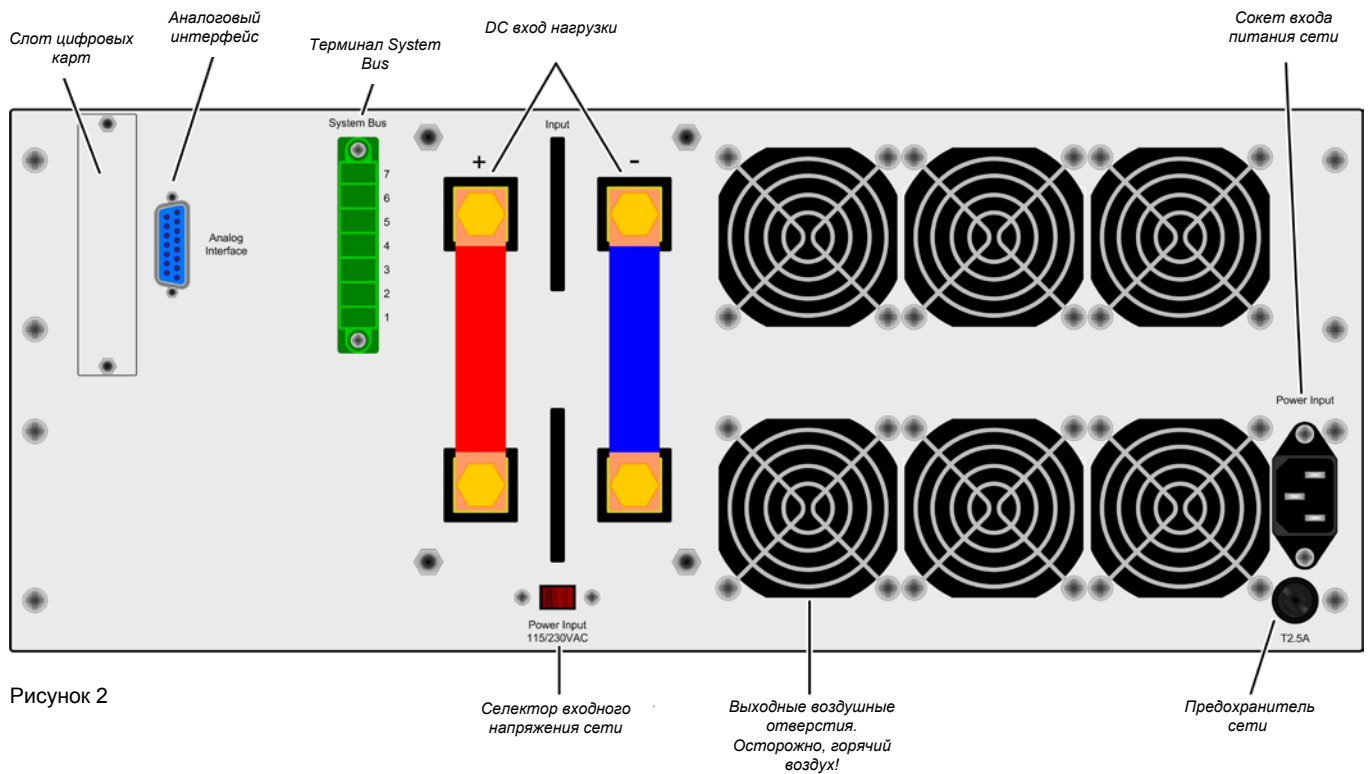 Слот цифровых
карт
Аналоговый
интерфейс
Терминал System
Bus
DC вход нагрузки
Сокет входа
питания сети
System Bus
7
6
5
4
3
2
1
Analog
Interface
Input
+
-
Power Input
Power Input
115/230VAC
T2.5A
Рисунок 2
Селектор входного
напряжения сети
Выходные воздушные
отверстия.
Осторожно, горячий
воздух!
Предохранитель
сети